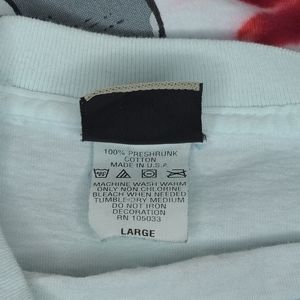 100% PRESHRUNK
COTTON
MADE IN U.S.A.
MACHINE WASH WARM
ONLY NON CHLORINE
BLEACH WHEN NEEDED
TUMBLE-DRY MEDIUM
DO NOT IRON
DECORATION
RN 105033
LARGE